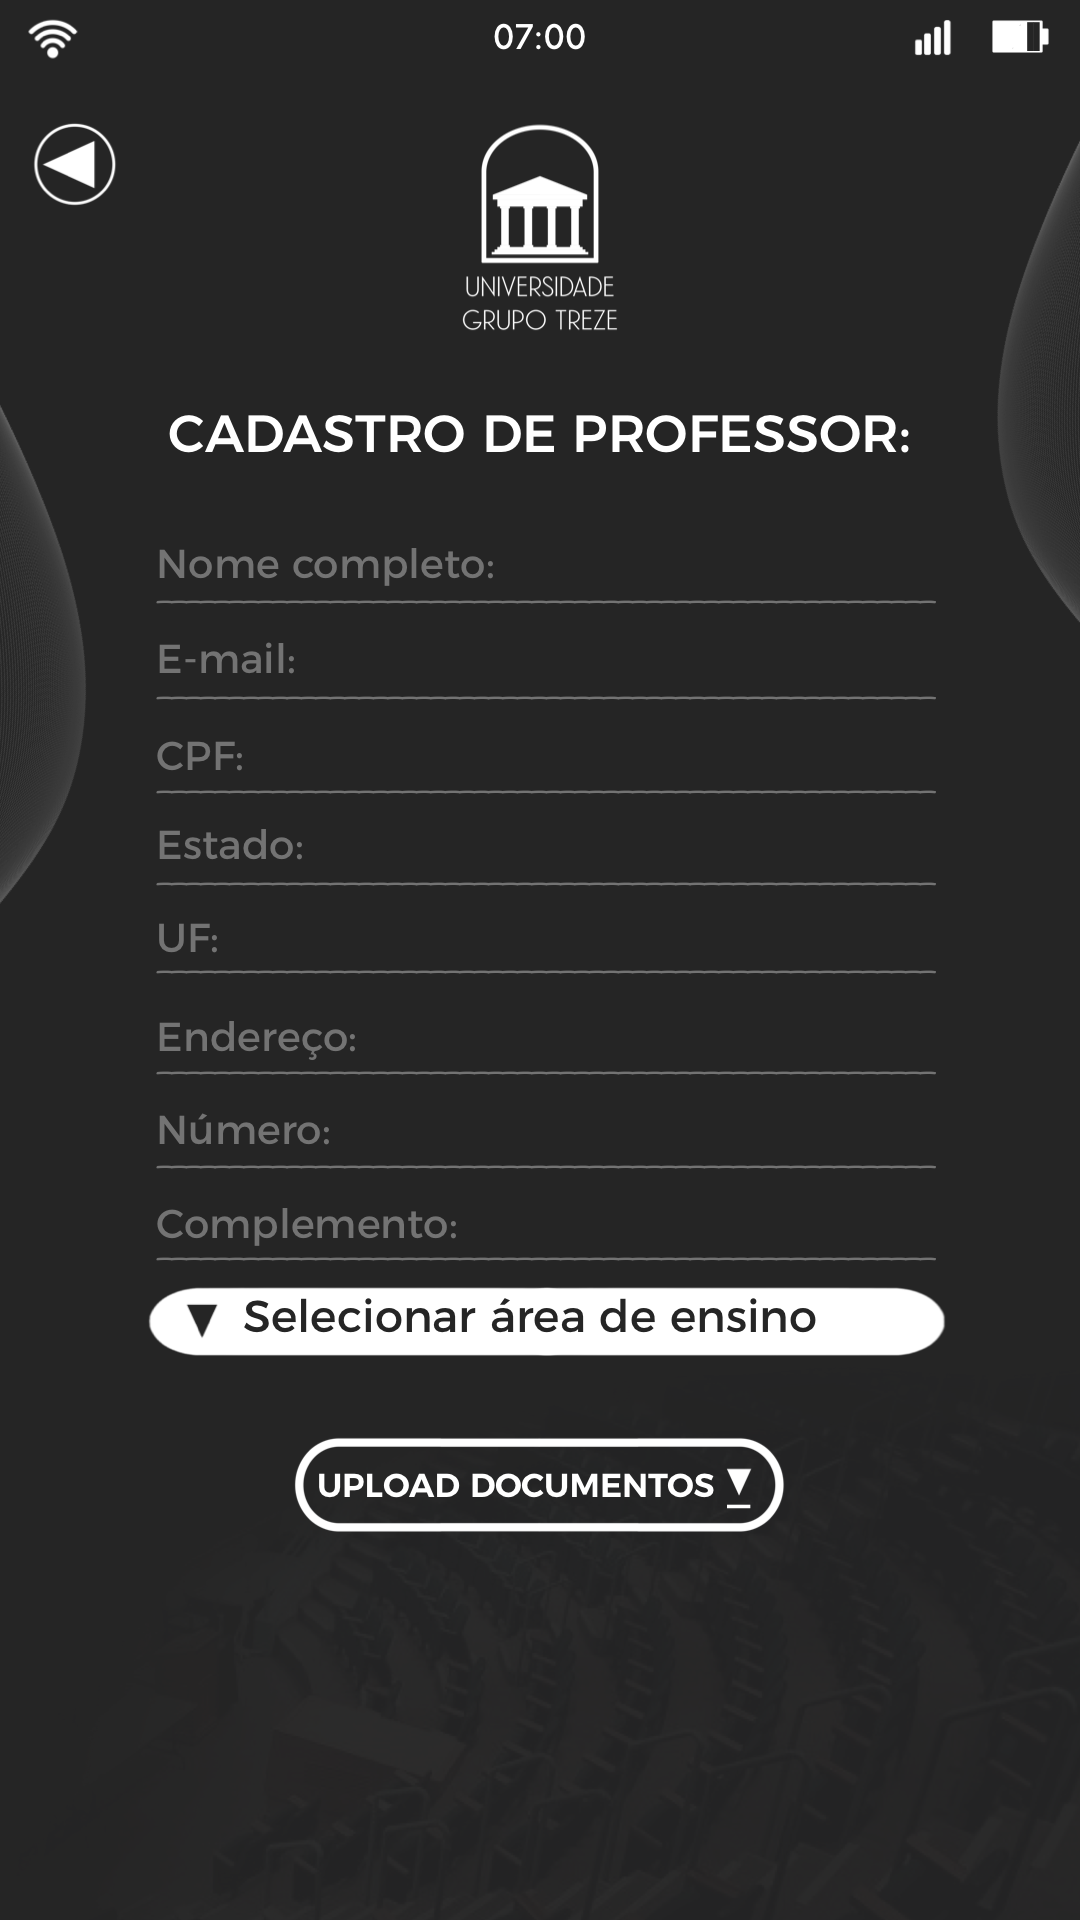 07:00
UNIVERSIDADE
GRUPO TREZE
CADASTRO DE PROFESSOR:
Nome completo:
E-mail:
CPF:
Estado:
UF:
Endereço:
Número:
Complemento:
Selecionar área de ensino
UPLOAD DOCUMENTOS